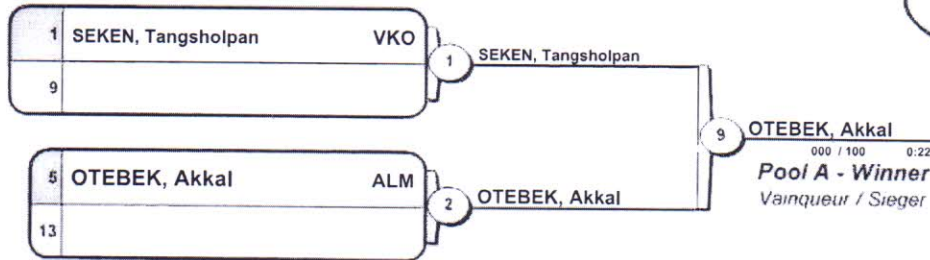 1 SEKEN, Tangsholpan VKO
9
1 SEKEN, Tangsholpan
9 OTEBEK, Akkal
000 / 100 0:22
Pool A - Winner
Vainqueur / Sieger
5 OTEBEK, Akkal ALM
13
2 OTEBEK, Akkal